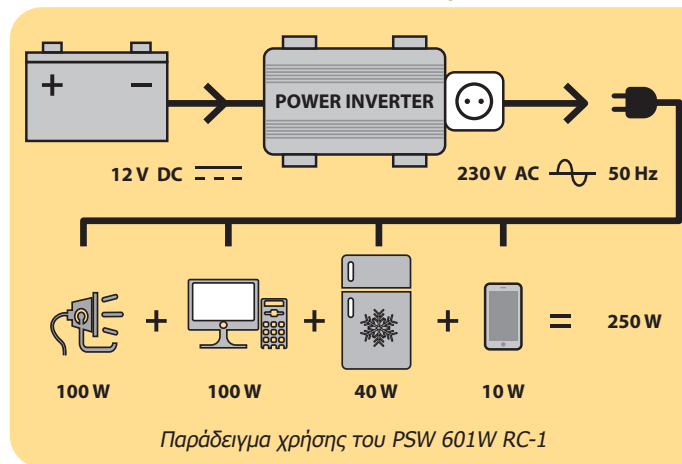 + −
POWER INVERTER
12 V DC
230 V AC 50 Hz
+ + + = 250 W
100 W 100 W 40 W 10 W
Παράδειγμα χρήσης του PSW 601W RC-1